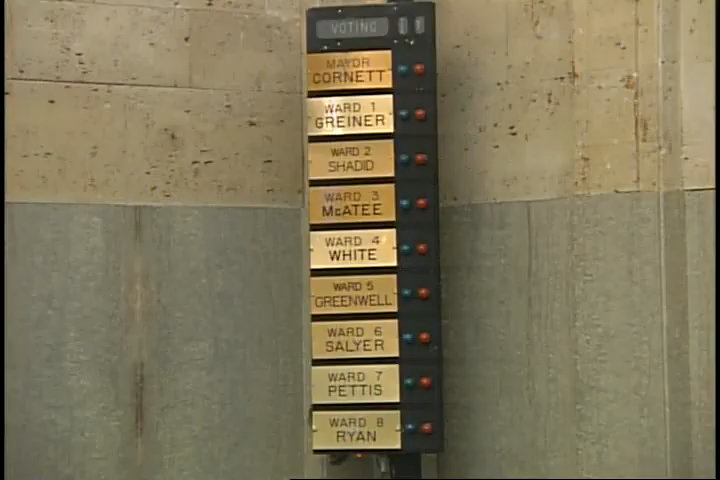 VOTING
MAYOR
CORNETT
WARD 1
GREINER
WARD 2
SHADID
WARD 3
McATEE
WARD 4
WHITE
WARD 5
GREENWELL
WARD 6
SALYER
WARD 7
PETTIS
WARD 8
RYAN